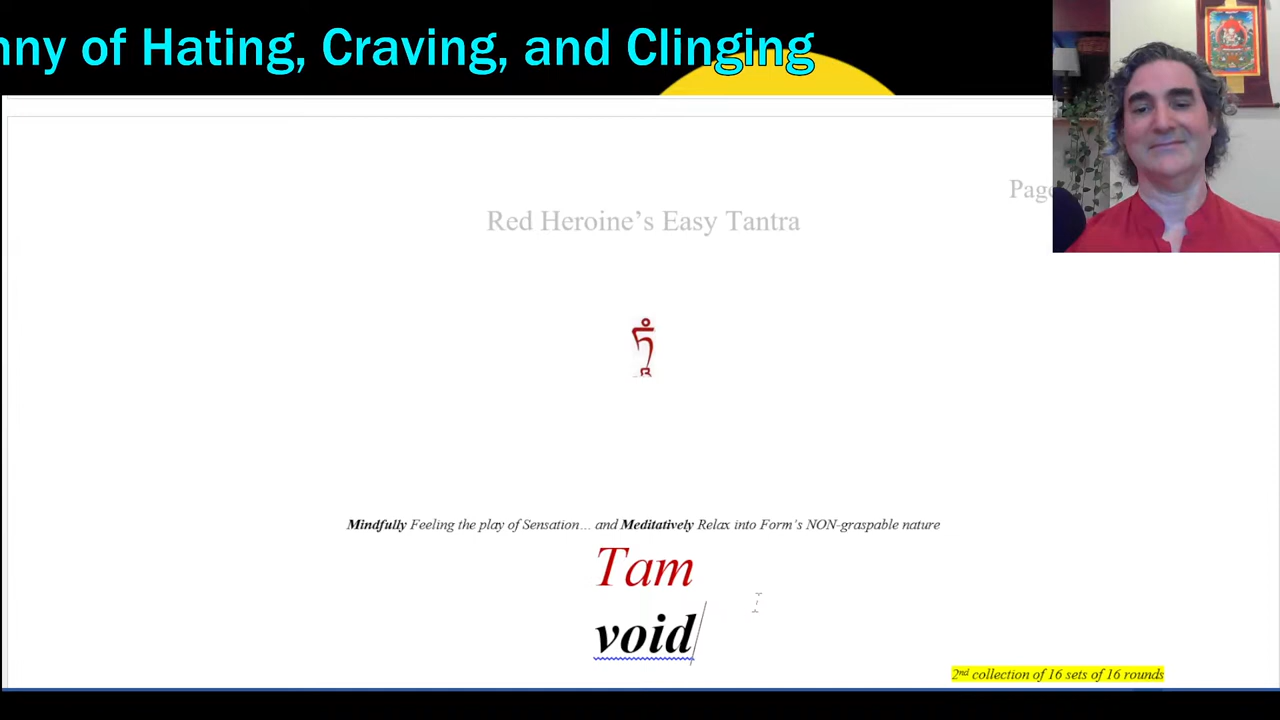 nny of Hating, Craving, and Clinging
Page
Red Heroine's Easy Tantra
Mindfully Feeling the play of Sensation... and Meditatively Relax into Form's NON-graspable nature
Tam
void
2nd collection of 16 sets of 16 rounds